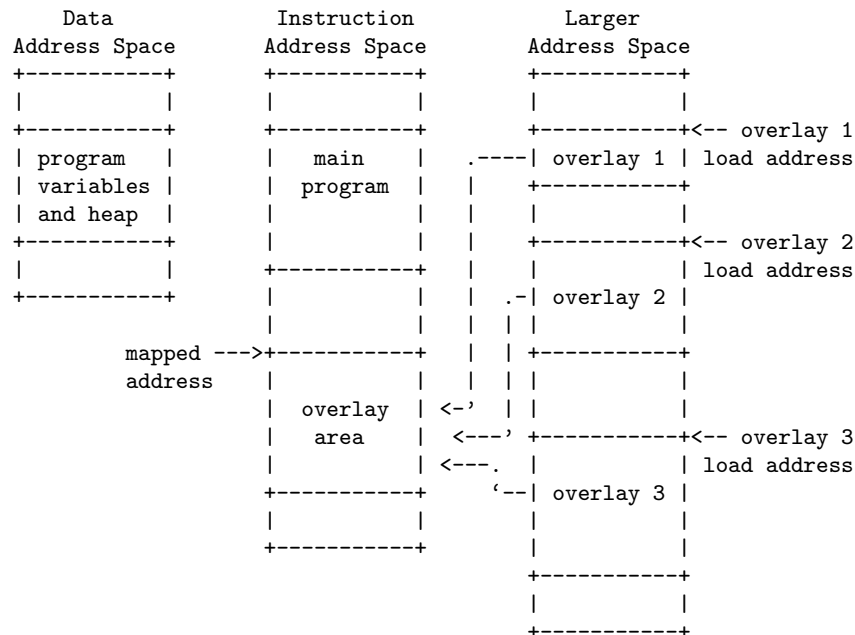 Data             Instruction           Larger
Address Space       Address Space       Address Space
+-----------+       +-----------+        +-----------+
|           |       |           |        |           |
+-----------+       +-----------+        +-----------+<-- overlay 1
| program   |       |   main    |   .----| overlay 1 | load address
| variables |       |  program  |   |    +-----------+
| and heap  |       |           |   |    |           |
+-----------+       |           |   |    +-----------+<-- overlay 2
|           |       +-----------+   |    |           | load address
+-----------+       |           |   |  .-| overlay 2 |
                    |           |   |  | |           |
         mapped --->+-----------+   |  | +-----------+
         address    |           |   |  | |           |
                    |  overlay  | <-'  | |           |
                    |   area    |  <---' +-----------+<-- overlay 3
                    |           | <---.  |           | load address
                    +-----------+     ‘--| overlay 3 |
                    |           |        |           |
                    +-----------+        |           |
                                         +-----------+
                                         |           |
                                         +-----------+